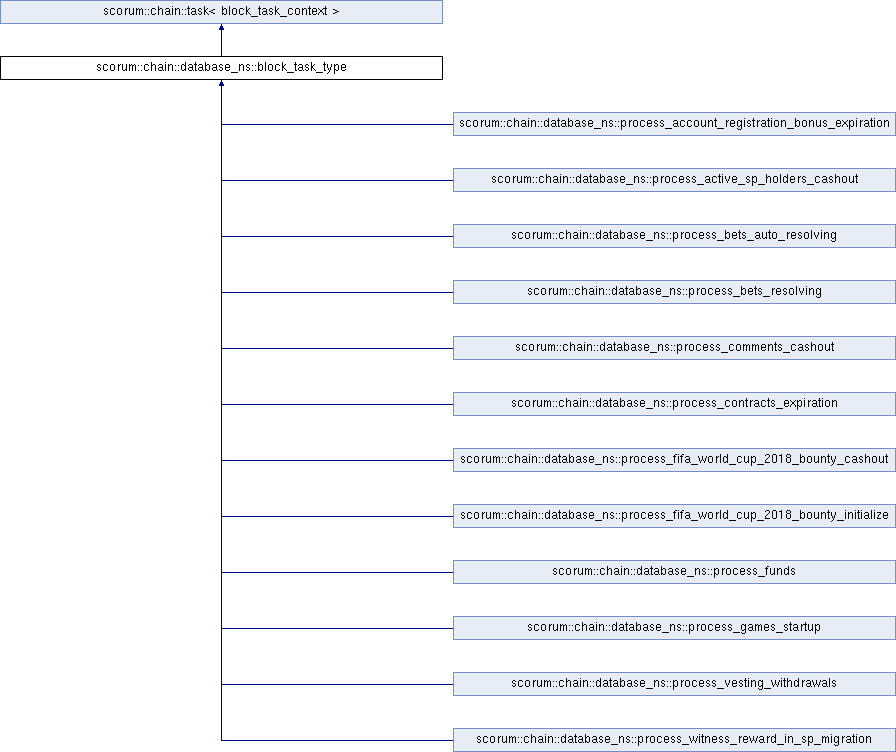 scorum::chain::task< block_task_context >
scorum::chain::database_ns::block_task_type
scorum::chain::database_ns::process_account_registration_bonus_expiration
scorum::chain::database_ns::process_active_sp_holders_cashout
scorum::chain::database_ns::process_bets_auto_resolving
scorum::chain::database_ns::process_bets_resolving
scorum::chain::database_ns::process_comments_cashout
scorum::chain::database_ns::process_contracts_expiration
scorum::chain::database_ns::process_fifa_world_cup_2018_bounty_cashout
scorum::chain::database_ns::process_fifa_world_cup_2018_bounty_initialize
scorum::chain::database_ns::process_funds
scorum::chain::database_ns::process_games_startup
scorum::chain::database_ns::process_vesting_withdrawals
scorum::chain::database_ns::process_witness_reward_in_sp_migration